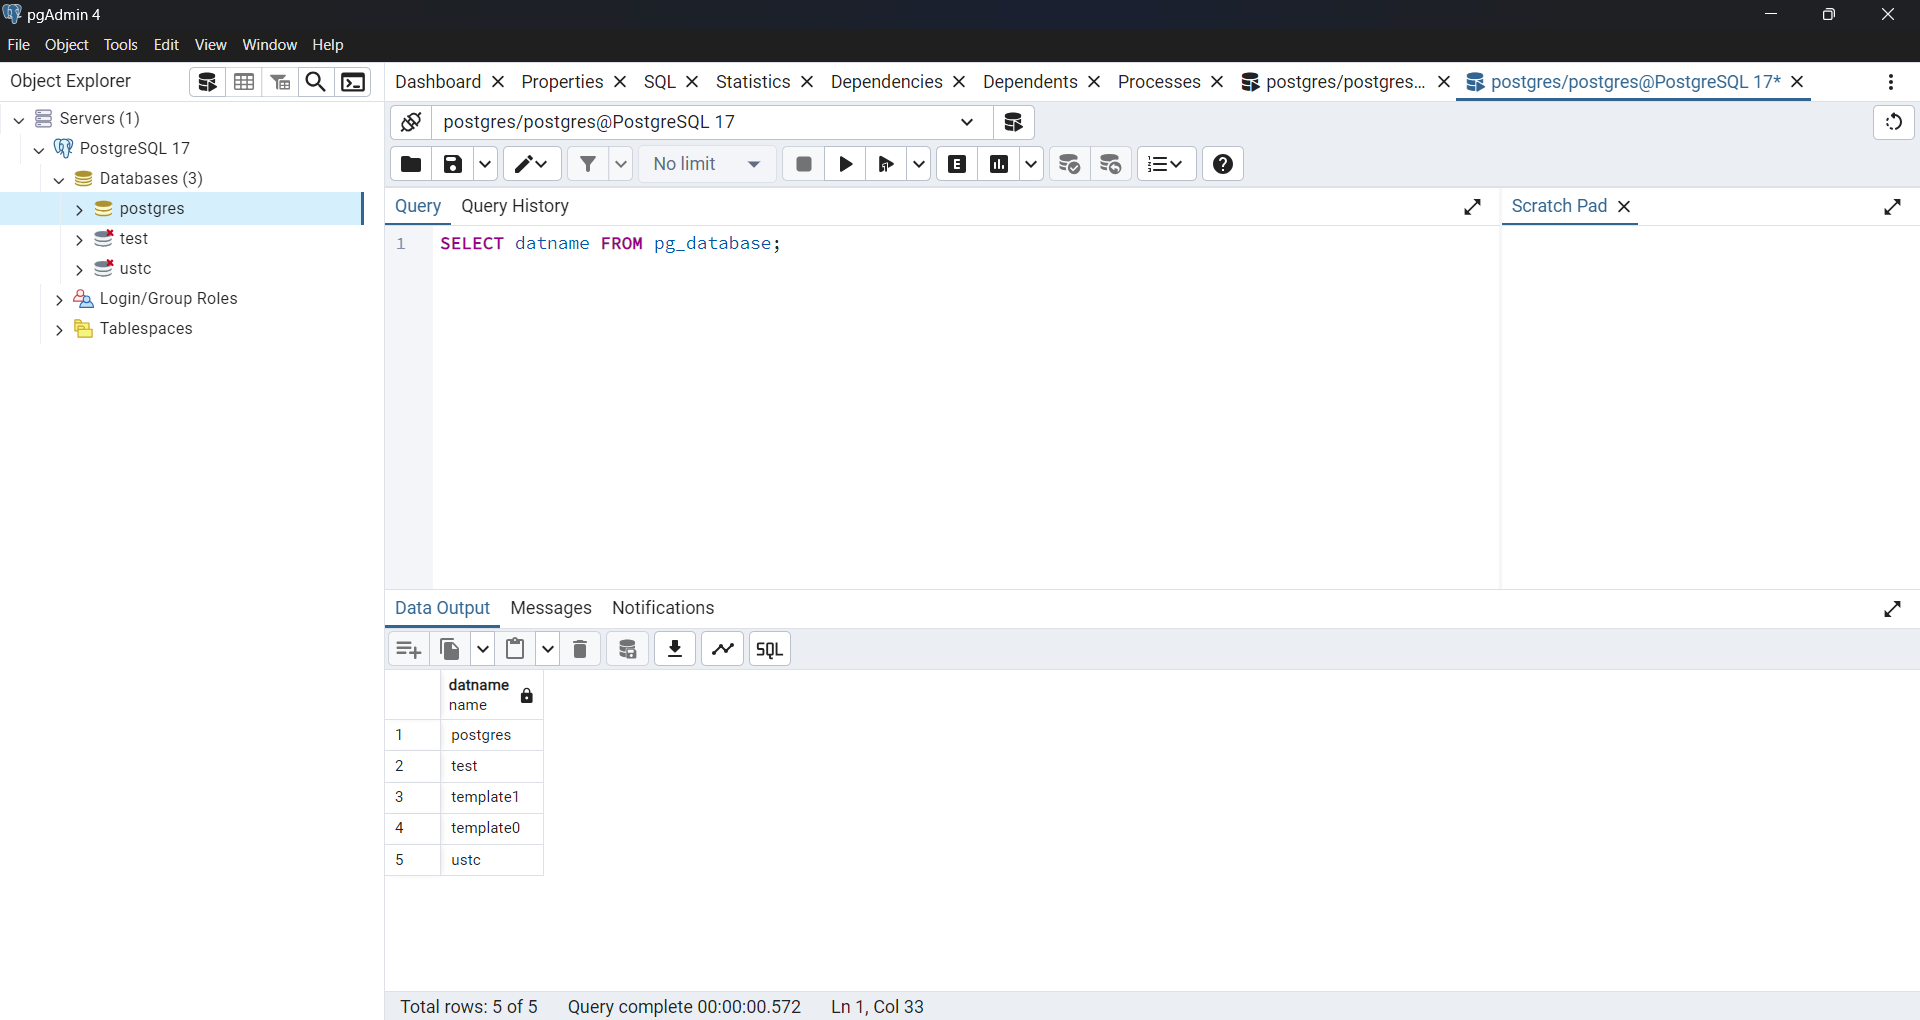 pgAdmin 4
File Object Tools Edit View Window Help
Object Explorer
Dashboard Properties SQL Statistics Dependencies Dependents Processes postgres/postgres... postgres/postgres@PostgreSQL 17*
Servers (1)
PostgreSQL 17
Databases (3)
postgres
test
ustc
Login/Group Roles
Tablespaces
postgres/postgres@PostgreSQL 17
No limit
E
Query Query History
Scratch Pad
1 SELECT datname FROM pg_database;
Data Output Messages Notifications
SQL
datname
name
1 postgres
2 test
3 template1
4 template0
5 ustc
Total rows: 5 of 5 Query complete 00:00:00.572 Ln 1, Col 33